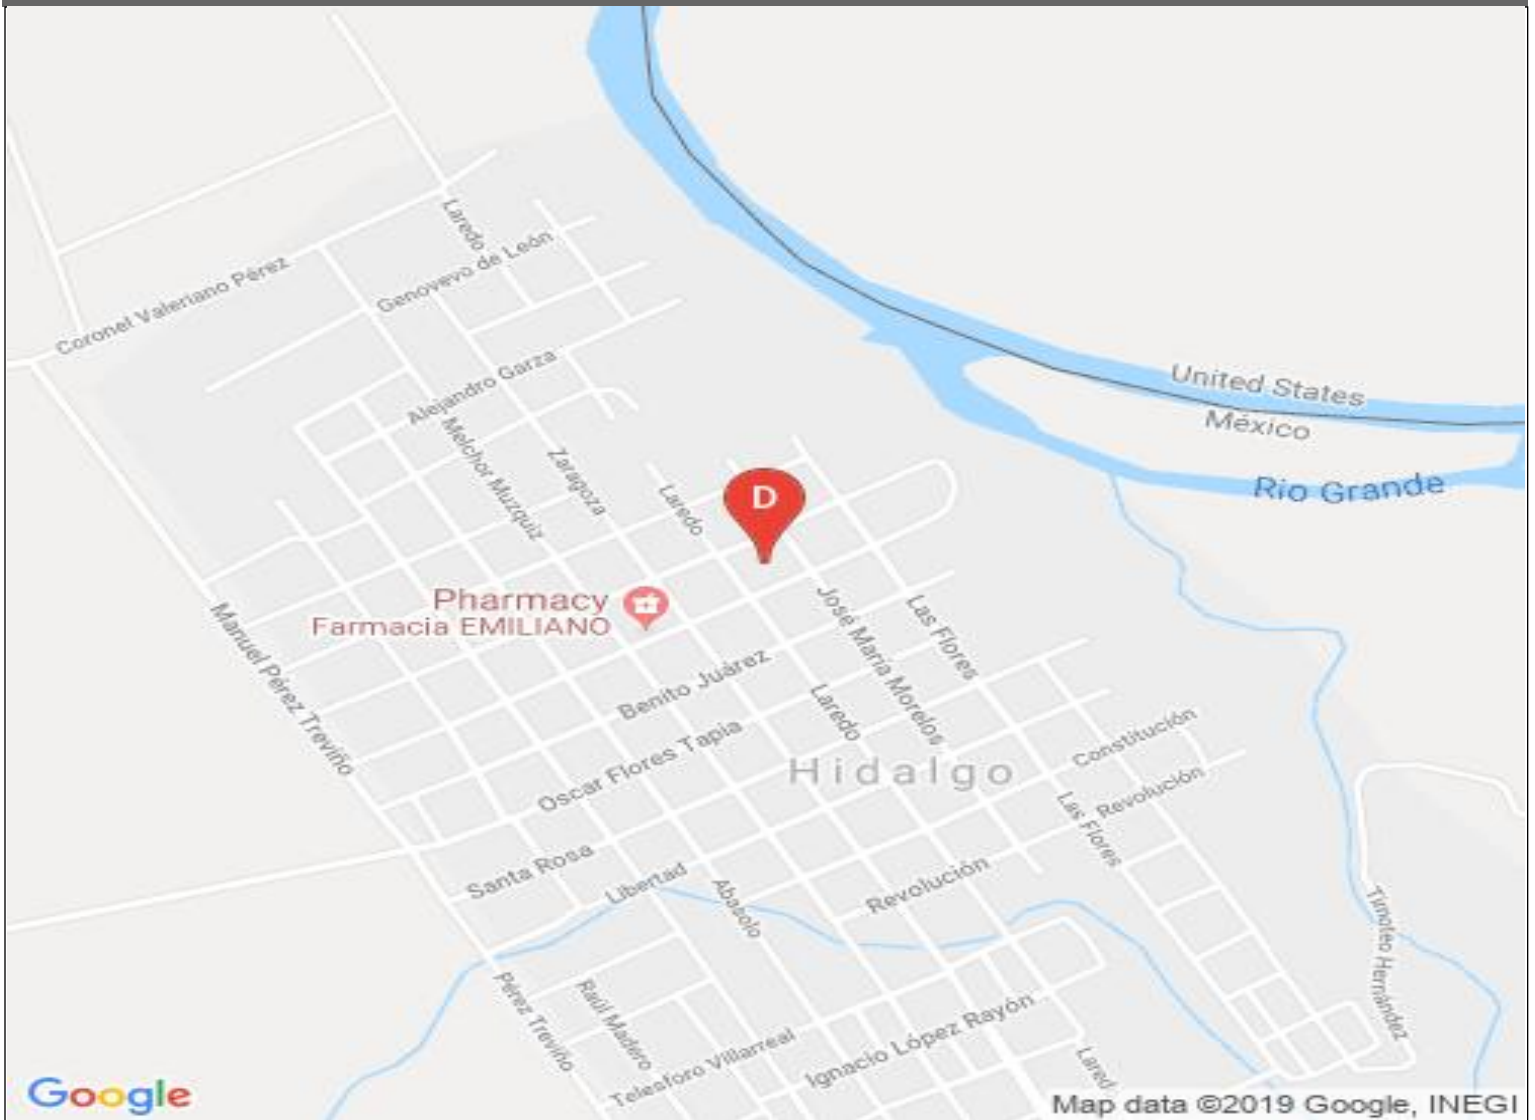 Laredo
Genovevo de León
Coronel Valeriano Pérez
Alejandro Garza
United States
México
Melchor Muzquiz
Zaragoza
Laredo
D
Rio Grande
Pharmacy
Farmacia EMILIANO
José María Morelos
Las Flores
Manuel Pérez Treviño
Benito Juárez
Laredo
Oscar Flores Tapia
Hidalgo
Constitución
Revolución
Las Flores
Santa Rosa
Libertad
Abasolo
Revolución
Timoteo Hernández
Pérez Treviño
Raúl Madero
Telesforo Villarreal
Ignacio López Rayón
Lared
Google
Map data ©2019 Google, INEGI